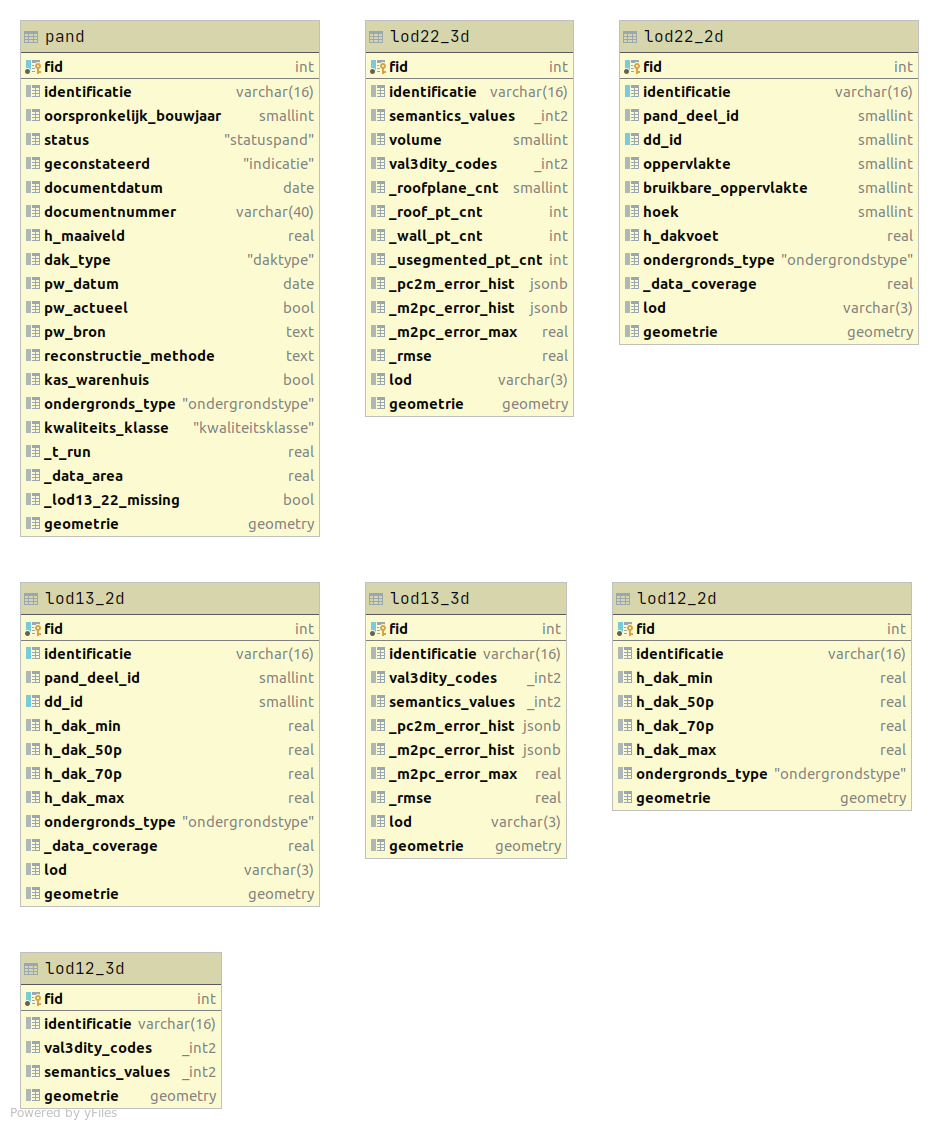 pand
fid int
identificatie varchar(16)
oorspronkelijk_bouwjaar smallint
status "statuspand"
geconstateerd "indicatie"
documentdatum date
documentnummer varchar(40)
h_maaiveld real
dak_type "daktype"
pw_datum date
pw_actueel bool
pw_bron text
reconstructie_methode text
kas_warenhuis bool
ondergronds_type "ondergrondstype"
kwaliteits_klasse "kwaliteitsklasse"
_t_run real
_data_area real
_lod13_22_missing bool
geometrie geometry
lod22_3d
fid int
identificatie varchar(16)
semantics_values _int2
volume smallint
val3dity_codes _int2
_roofplane_cnt smallint
_roof_pt_cnt int
_wall_pt_cnt int
_usegmented_pt_cnt int
_pc2m_error_hist jsonb
_m2pc_error_hist jsonb
_m2pc_error_max real
_rmse real
lod varchar(3)
geometrie geometry
lod22_2d
fid int
identificatie varchar(16)
pand_deel_id smallint
dd_id smallint
oppervlakte smallint
bruikbare_oppervlakte smallint
hoek smallint
h_dakvoet real
ondergronds_type "ondergrondstype"
_data_coverage real
lod varchar(3)
geometrie geometry
lod13_2d
fid int
identificatie varchar(16)
pand_deel_id smallint
dd_id smallint
h_dak_min real
h_dak_50p real
h_dak_70p real
h_dak_max real
ondergronds_type "ondergrondstype"
_data_coverage real
lod varchar(3)
geometrie geometry
lod13_3d
fid int
identificatie varchar(16)
val3dity_codes _int2
semantics_values _int2
_pc2m_error_hist jsonb
_m2pc_error_hist jsonb
_m2pc_error_max real
_rmse real
lod varchar(3)
geometrie geometry
lod12_2d
fid int
identificatie varchar(16)
h_dak_min real
h_dak_50p real
h_dak_70p real
h_dak_max real
ondergronds_type "ondergrondstype"
geometrie geometry
lod12_3d
fid int
identificatie varchar(16)
val3dity_codes _int2
semantics_values _int2
geometrie geometry
Powered by yFiles